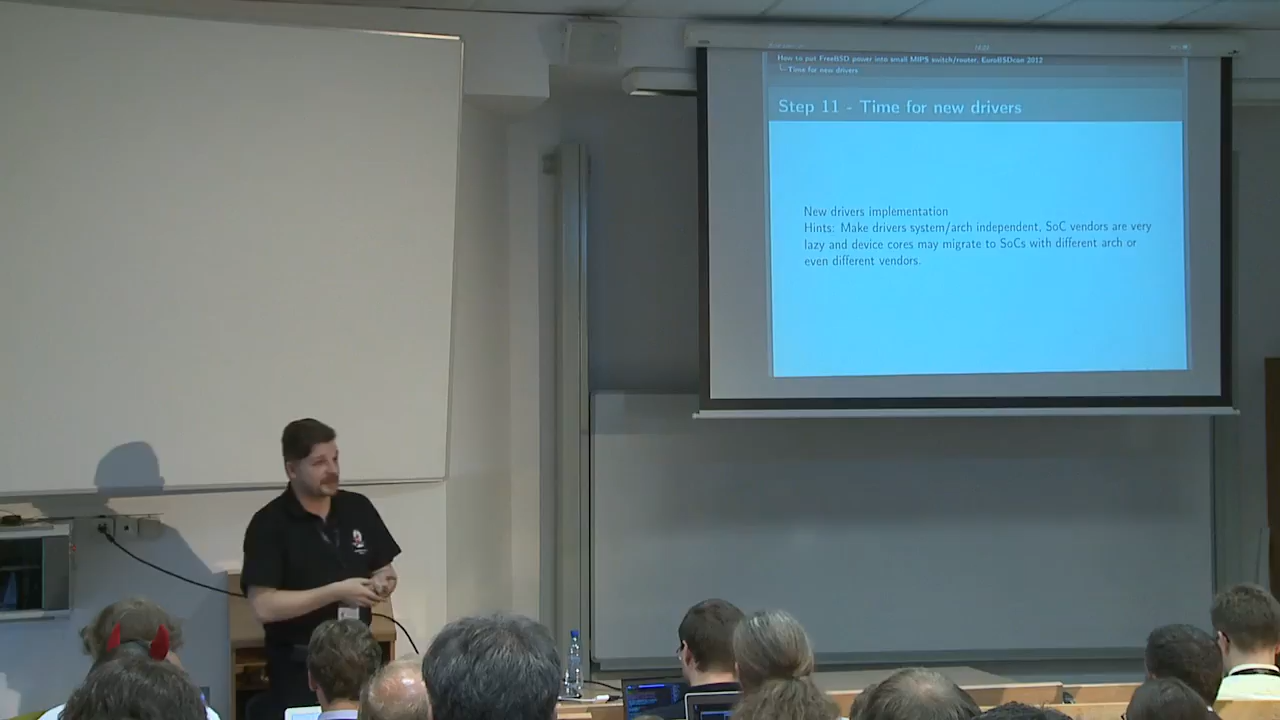 How to put FreeBSD power into small MIPS switch/router, EuroBSDcon 2012
Time for new drivers
Step 11 - Time for new drivers
New drivers implementation
Hints: Make drivers system/arch independent, SoC vendors are very
lazy and device cores may migrate to SoCs with different arch or
even different vendors.